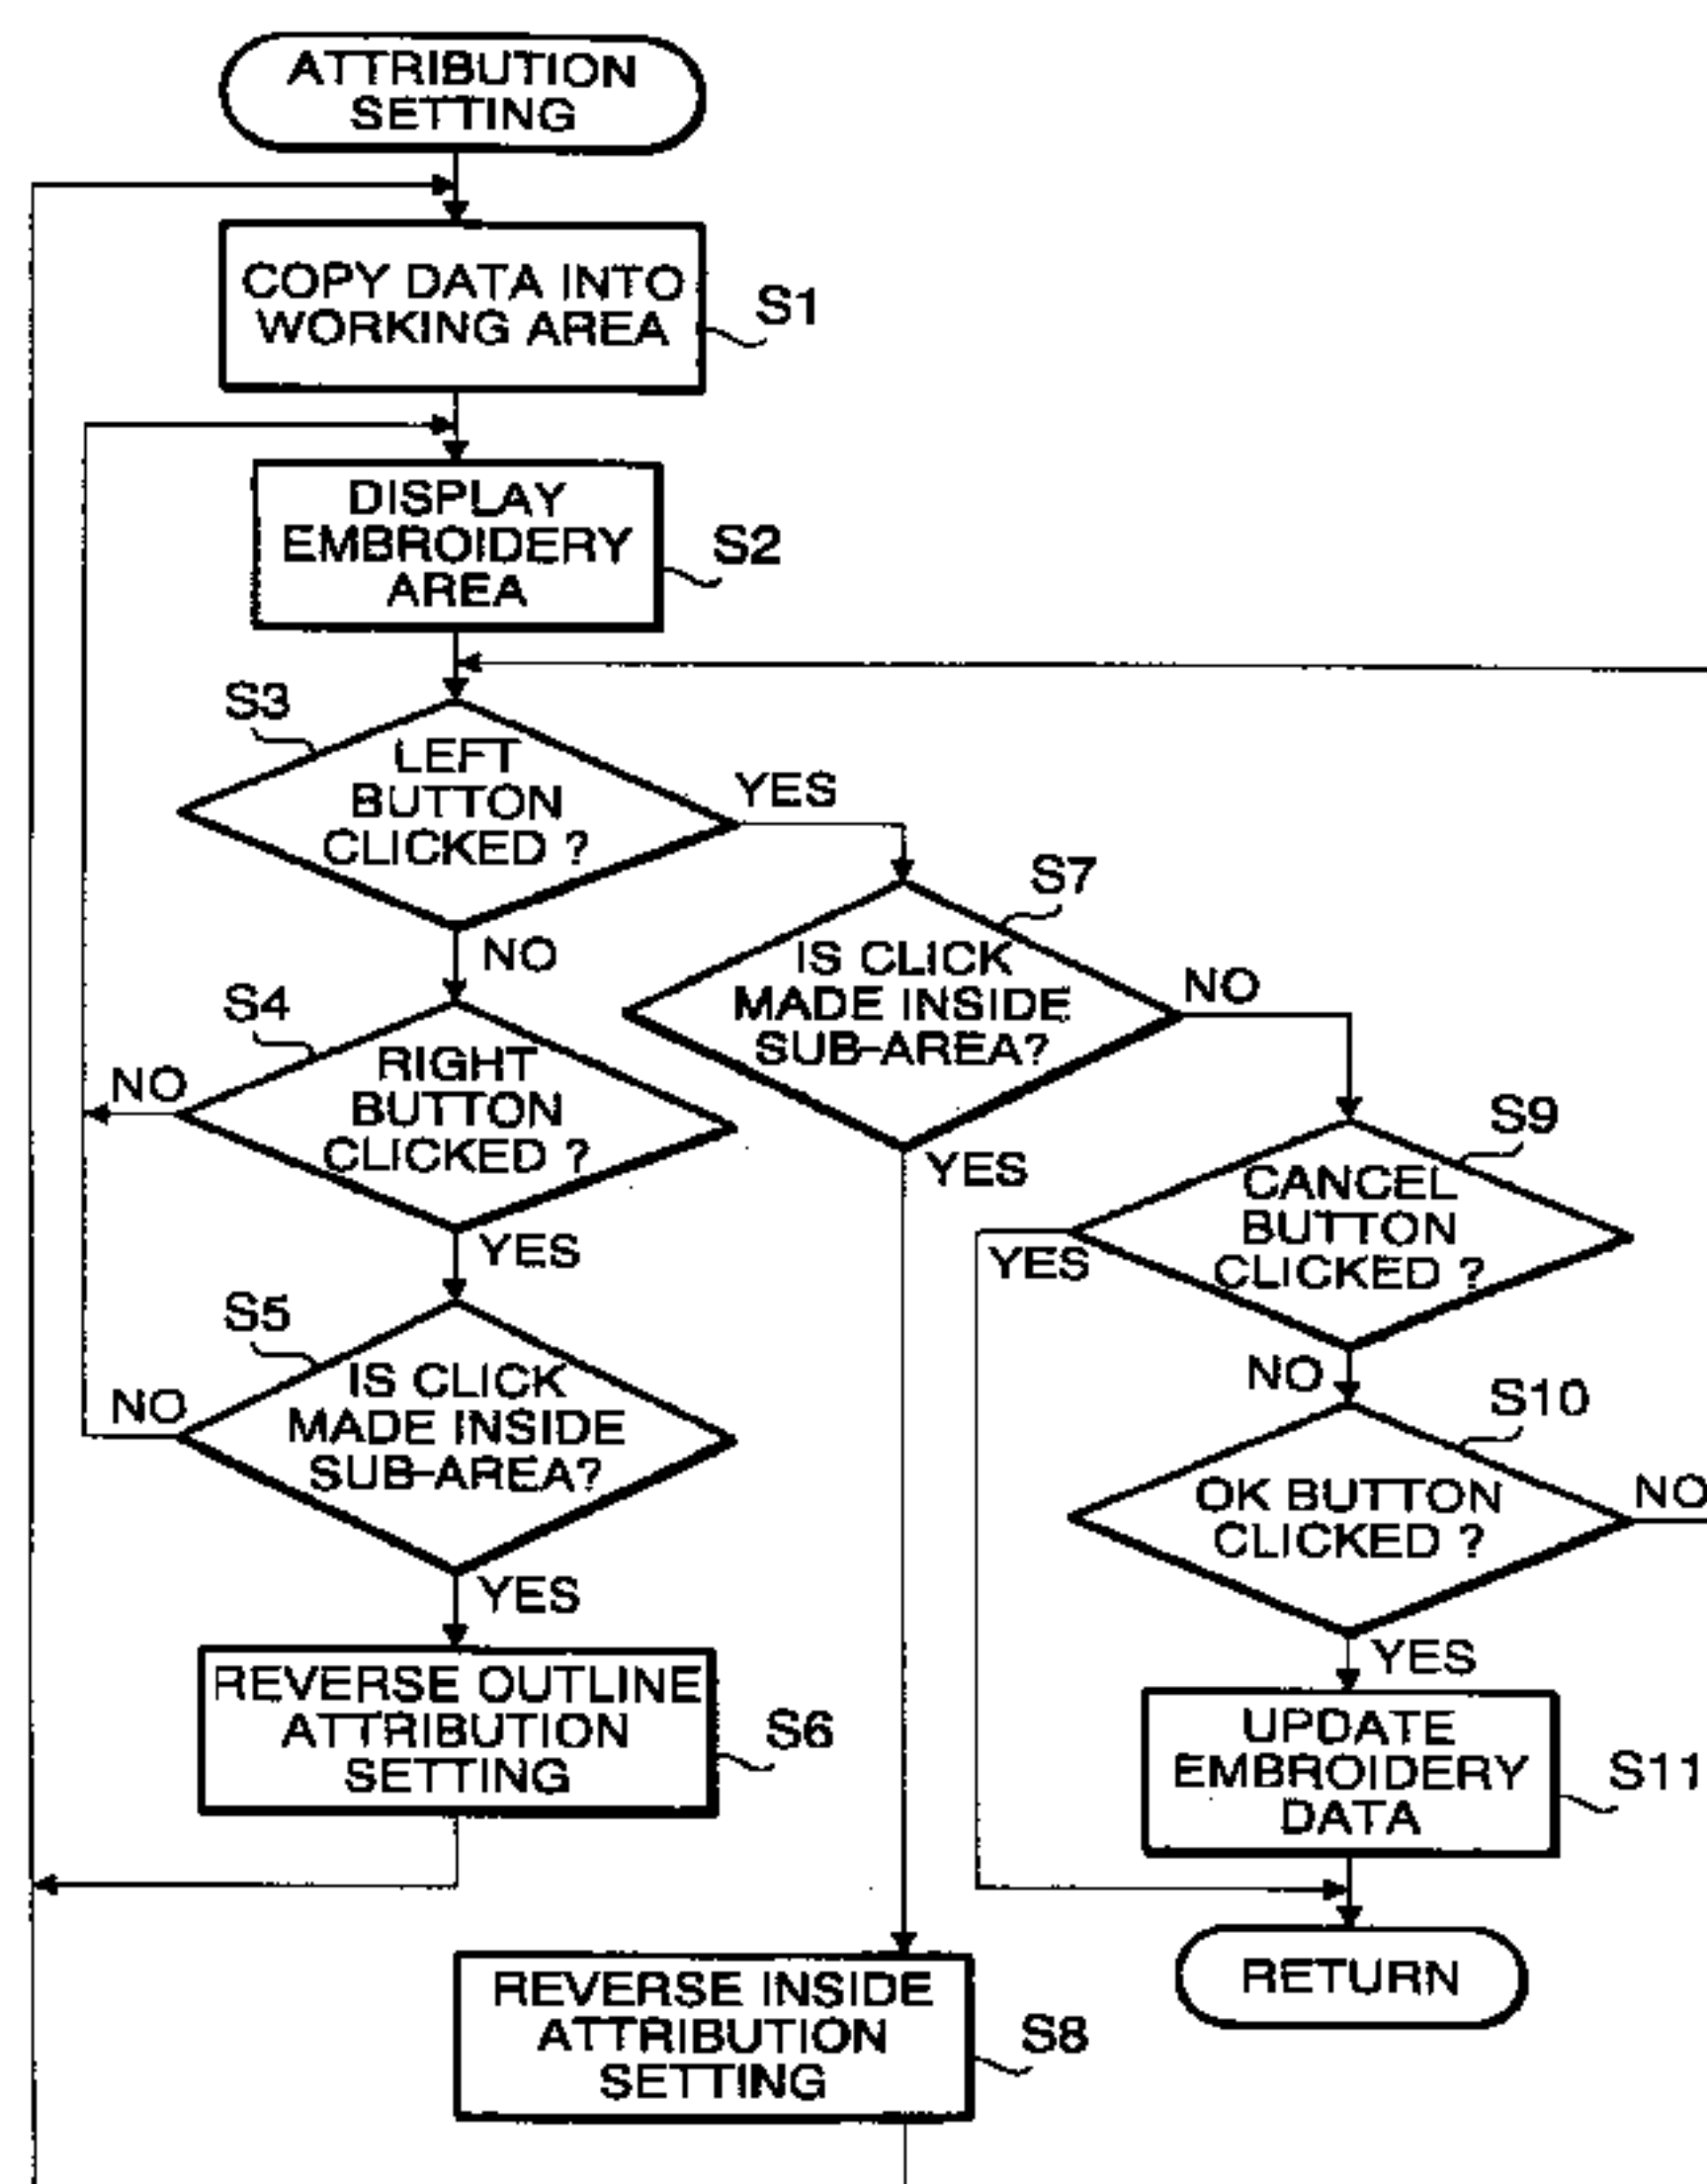 ATTRIBUTION
SETTING
COPY DATA INTO
WORKING AREA
S1
DISPLAY
EMBROIDERY
AREA
S2
S3
LEFT
BUTTON
CLICKED ?
YES
NO
S4
RIGHT
BUTTON
CLICKED ?
NO
YES
S5
IS CLICK
MADE INSIDE
SUB-AREA?
NO
YES
REVERSE OUTLINE
ATTRIBUTION
SETTING
S6
S7
IS CLICK
MADE INSIDE
SUB-AREA?
NO
YES
REVERSE INSIDE
ATTRIBUTION
SETTING
S8
S9
CANCEL
BUTTON
CLICKED ?
YES
NO
S10
OK BUTTON
CLICKED ?
NO
YES
UPDATE
EMBROIDERY
DATA
S11
RETURN